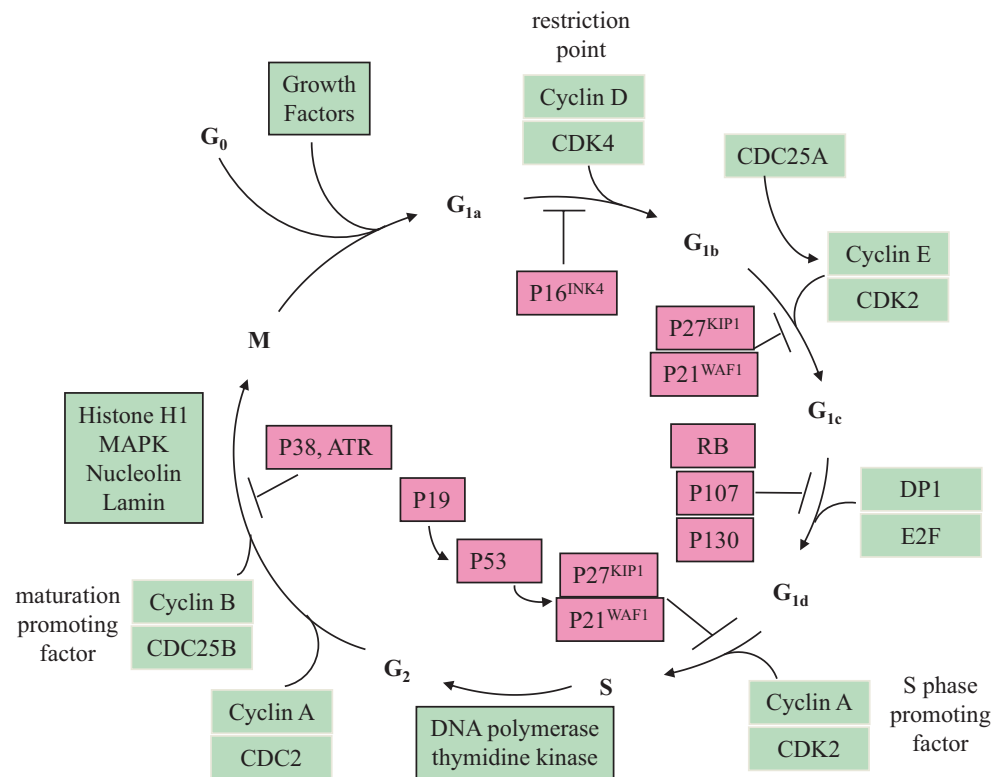 restriction
point
Growth
Factors
Cyclin D
CDK4
G₀
CDC25A
G₁ₐ
G₁b
Cyclin E
CDK2
P16ᴵᴺᴷ⁴
P27ᴷᴵᴾ¹
P21ᵂᴬꟳ¹
M
G₁c
Histone H1
MAPK
Nucleolin
Lamin
P38, ATR
RB
P107
P130
P19
DP1
E2F
P53
P27ᴷᴵᴾ¹
P21ᵂᴬꟳ¹
G₁d
maturation
promoting
factor
Cyclin B
CDC25B
G₂
S
Cyclin A
CDC2
DNA polymerase
thymidine kinase
Cyclin A
CDK2
S phase
promoting
factor